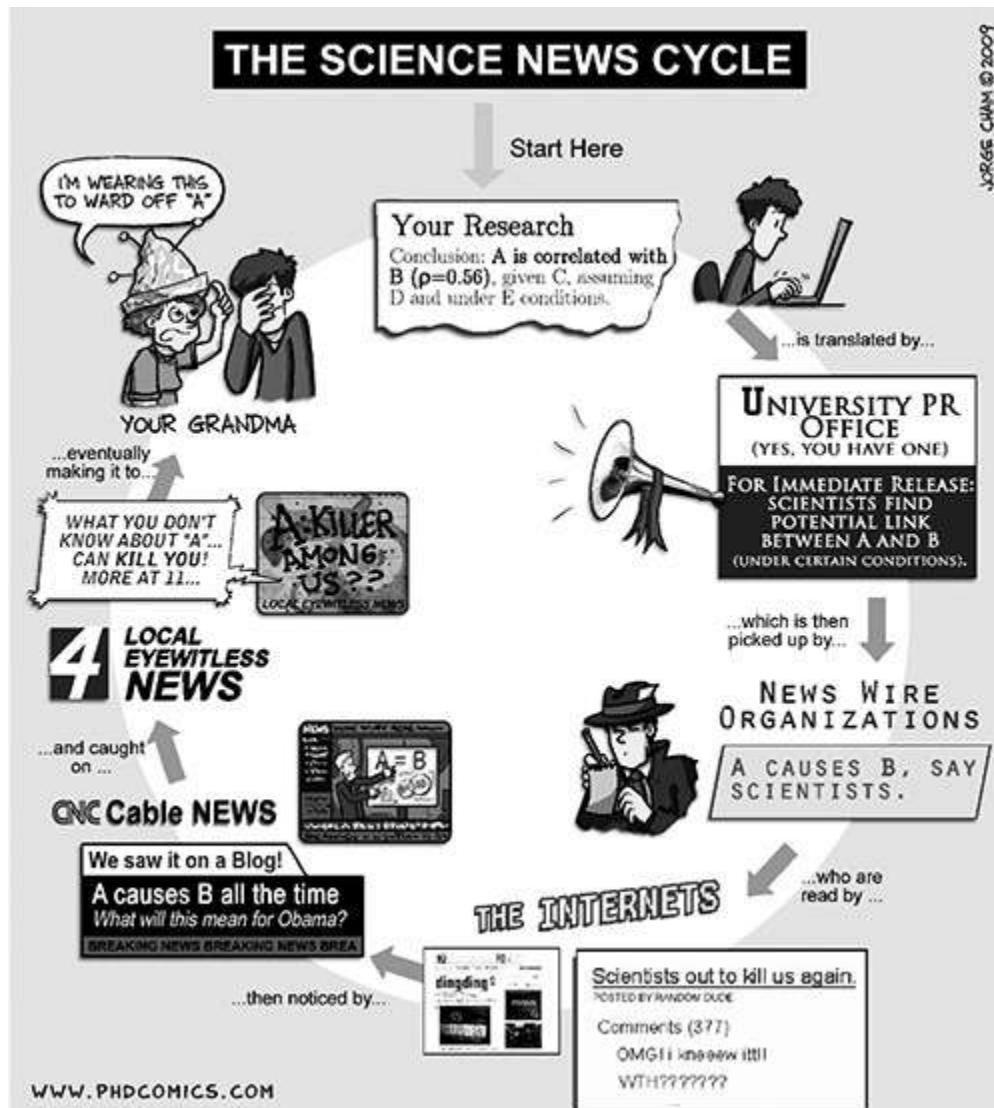 THE SCIENCE NEWS CYCLE
JORGE CHAM © 2009
Start Here
Your Research
Conclusion: A is correlated with
B (ρ=0.56), given C, assuming
D and under E conditions.
...is translated by...
UNIVERSITY PR
OFFICE
(YES, YOU HAVE ONE)
FOR IMMEDIATE RELEASE:
SCIENTISTS FIND
POTENTIAL LINK
BETWEEN A AND B
(UNDER CERTAIN CONDITIONS).
...which is then
picked up by...
NEWS WIRE
ORGANIZATIONS
A CAUSES B, SAY
SCIENTISTS.
...who are
read by ...
THE INTERNETS
Scientists out to kill us again.
POSTED BY RANDOM DUDE
Comments (377)
OMG! i kneeew itt!!
WTH???????
dingding
...then noticed by...
We saw it on a Blog!
A causes B all the time
What will this mean for Obama?
BREAKING NEWS BREAKING NEWS BREA
CNC Cable NEWS
NEWS
A = B
...and caught
on ...
4 LOCAL
EYEWITLESS
NEWS
WHAT YOU DON'T
KNOW ABOUT "A"...
CAN KILL YOU!
MORE AT 11...
A: KILLER
AMONG
US??
LOCAL EYEWITLESS NEWS
...eventually
making it to...
YOUR GRANDMA
I'M WEARING THIS
TO WARD OFF "A"
WWW.PHDCOMICS.COM